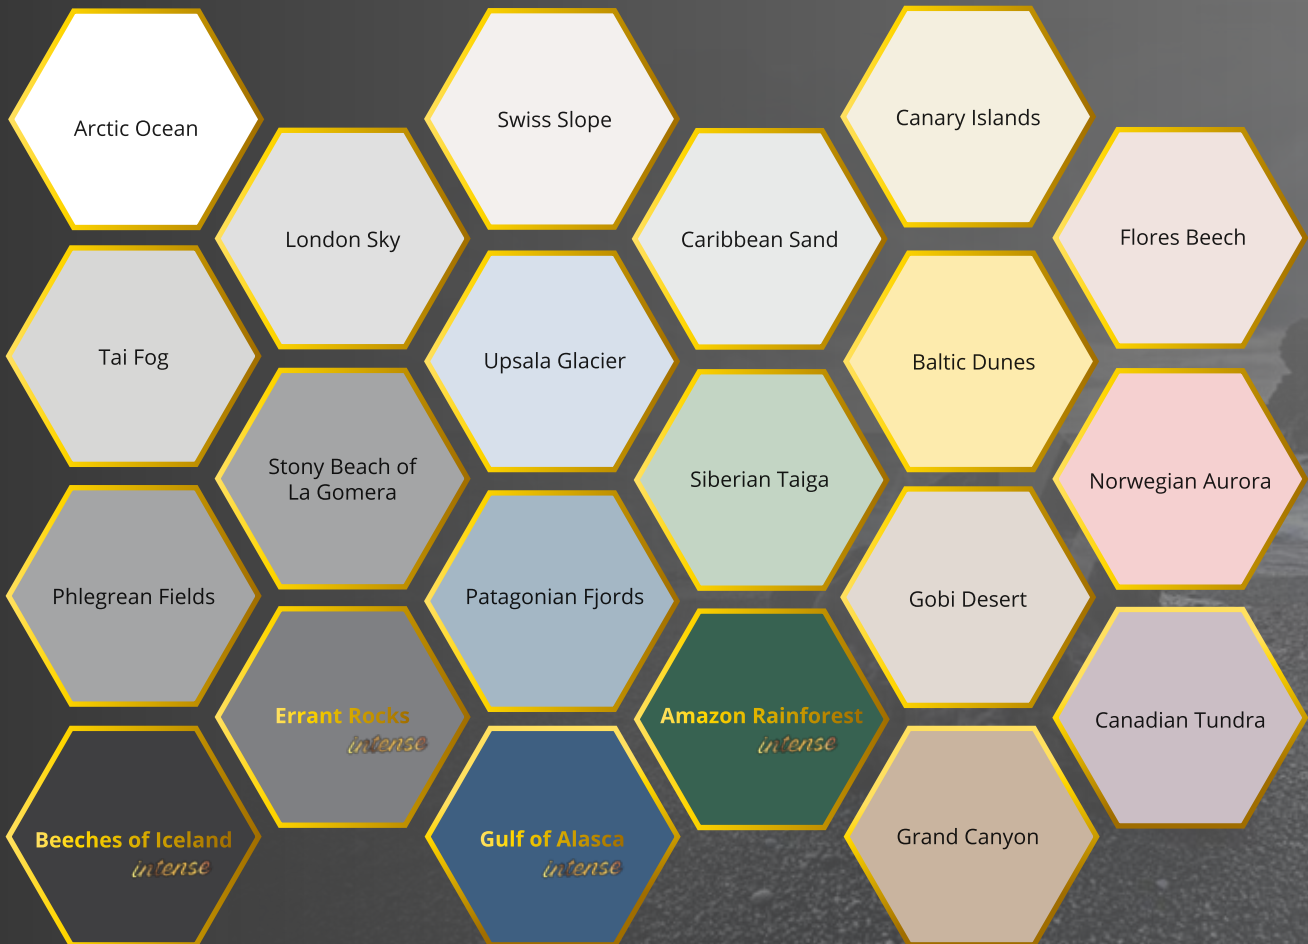 Arctic Ocean
Swiss Slope
Canary Islands
London Sky
Caribbean Sand
Flores Beech
Tai Fog
Upsala Glacier
Baltic Dunes
Stony Beach of
La Gomera
Siberian Taiga
Norwegian Aurora
Phlegrean Fields
Patagonian Fjords
Gobi Desert
Errant Rocks
intense
Amazon Rainforest
intense
Canadian Tundra
Beeches of Iceland
intense
Gulf of Alasca
intense
Grand Canyon